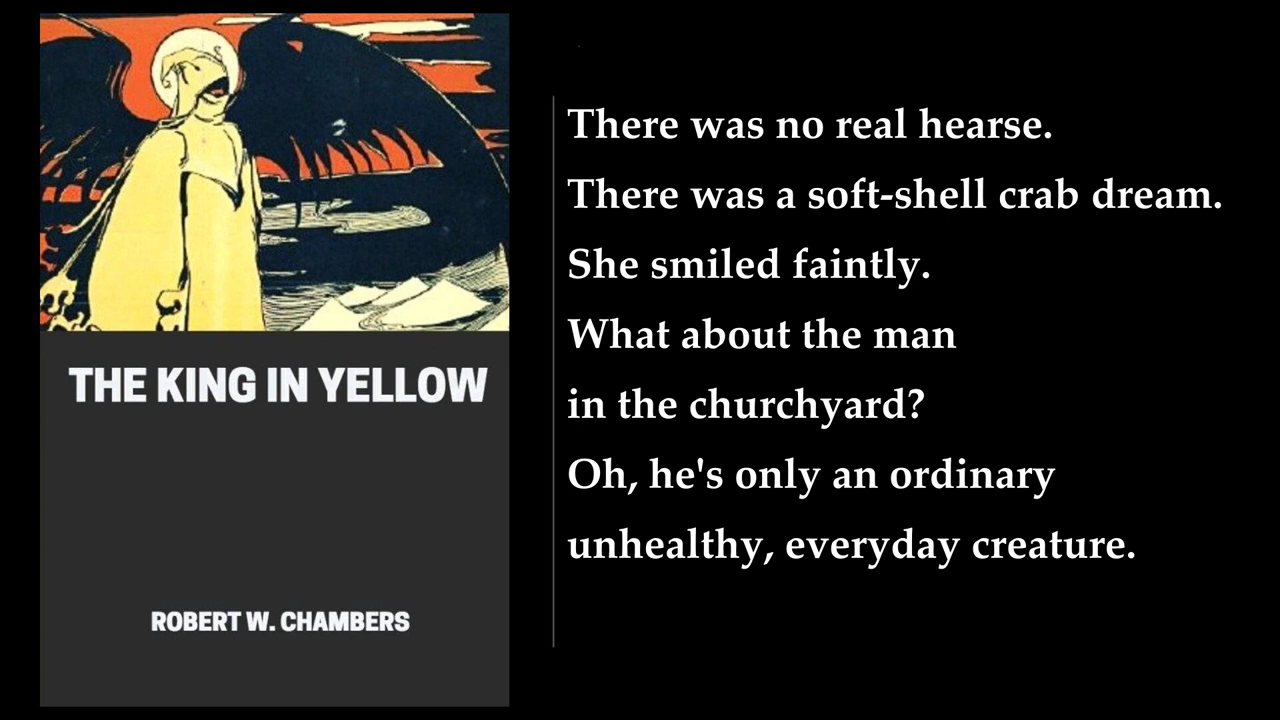 THE KING IN YELLOW
ROBERT W. CHAMBERS
There was no real hearse.
There was a soft-shell crab dream.
She smiled faintly.
What about the man
in the churchyard?
Oh, he's only an ordinary
unhealthy, everyday creature.